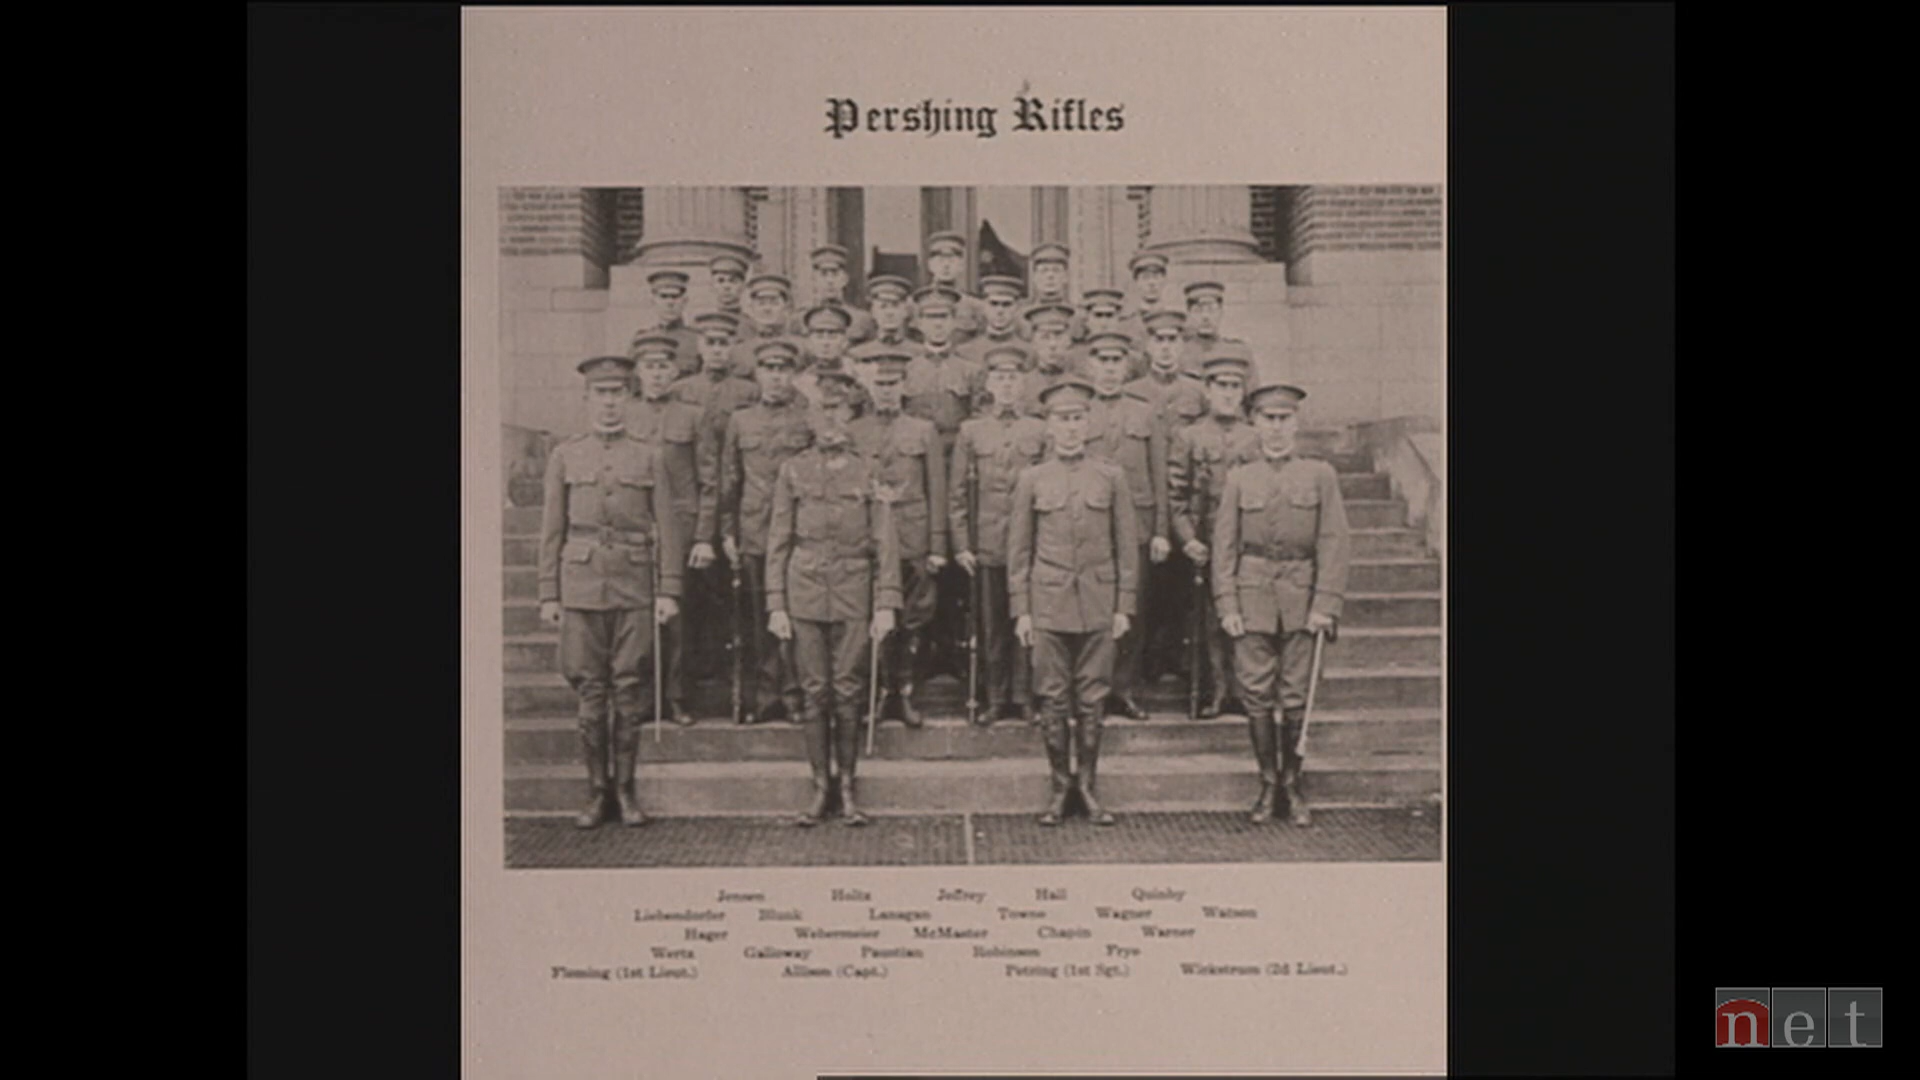 Pershing Rifles
Jensen Holtz Jeffrey Hall Quinby
Liebendorfer Blunk Lanagan Towne Wagner Watson
Hager Webermeier McMaster Chapin Warner
Wertz Galloway Paustian Robinson Frye
Fleming (1st Lieut.) Allison (Capt.) Petring (1st Sgt.) Wickstrum (2d Lieut.)
net